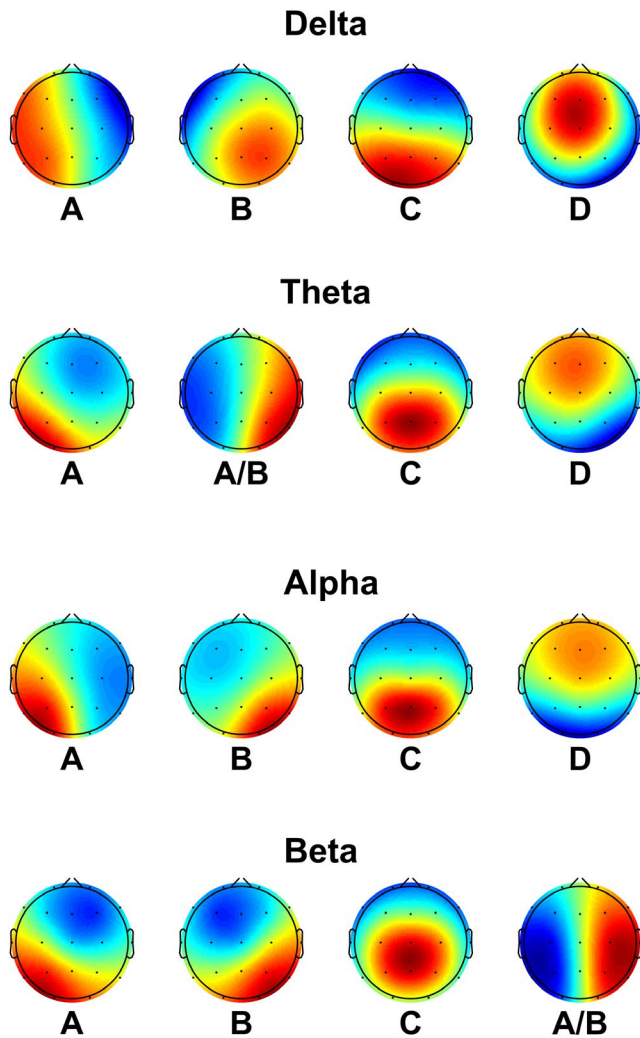 Delta
A B C D
Theta
A A/B C D
Alpha
A B C D
Beta
A B C A/B